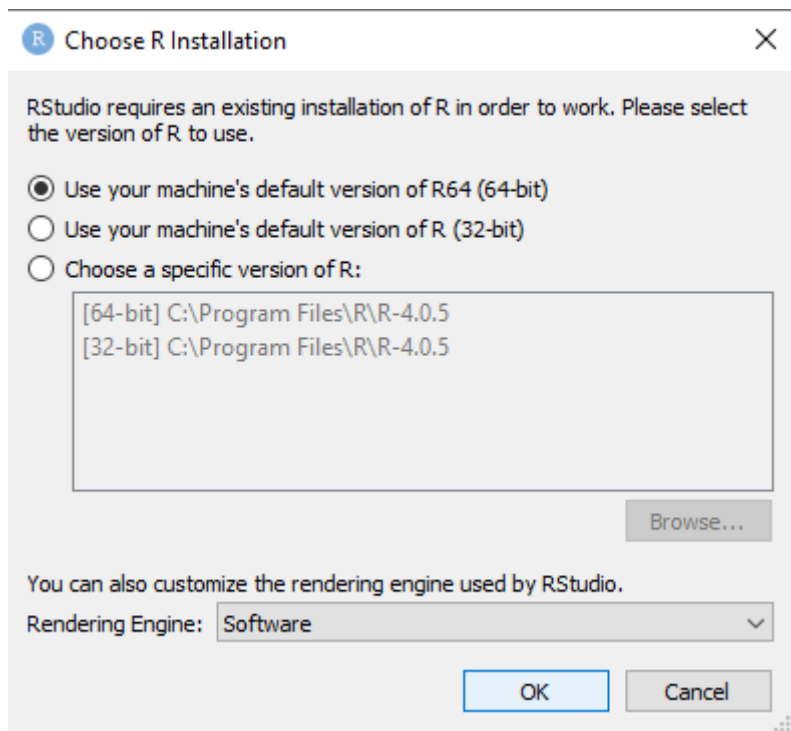 R Choose R Installation
RStudio requires an existing installation of R in order to work. Please select
the version of R to use.
Use your machine's default version of R64 (64-bit)
Use your machine's default version of R (32-bit)
Choose a specific version of R:
[64-bit] C:\Program Files\R\R-4.0.5
[32-bit] C:\Program Files\R\R-4.0.5
Browse...
You can also customize the rendering engine used by RStudio.
Rendering Engine: Software
OK Cancel